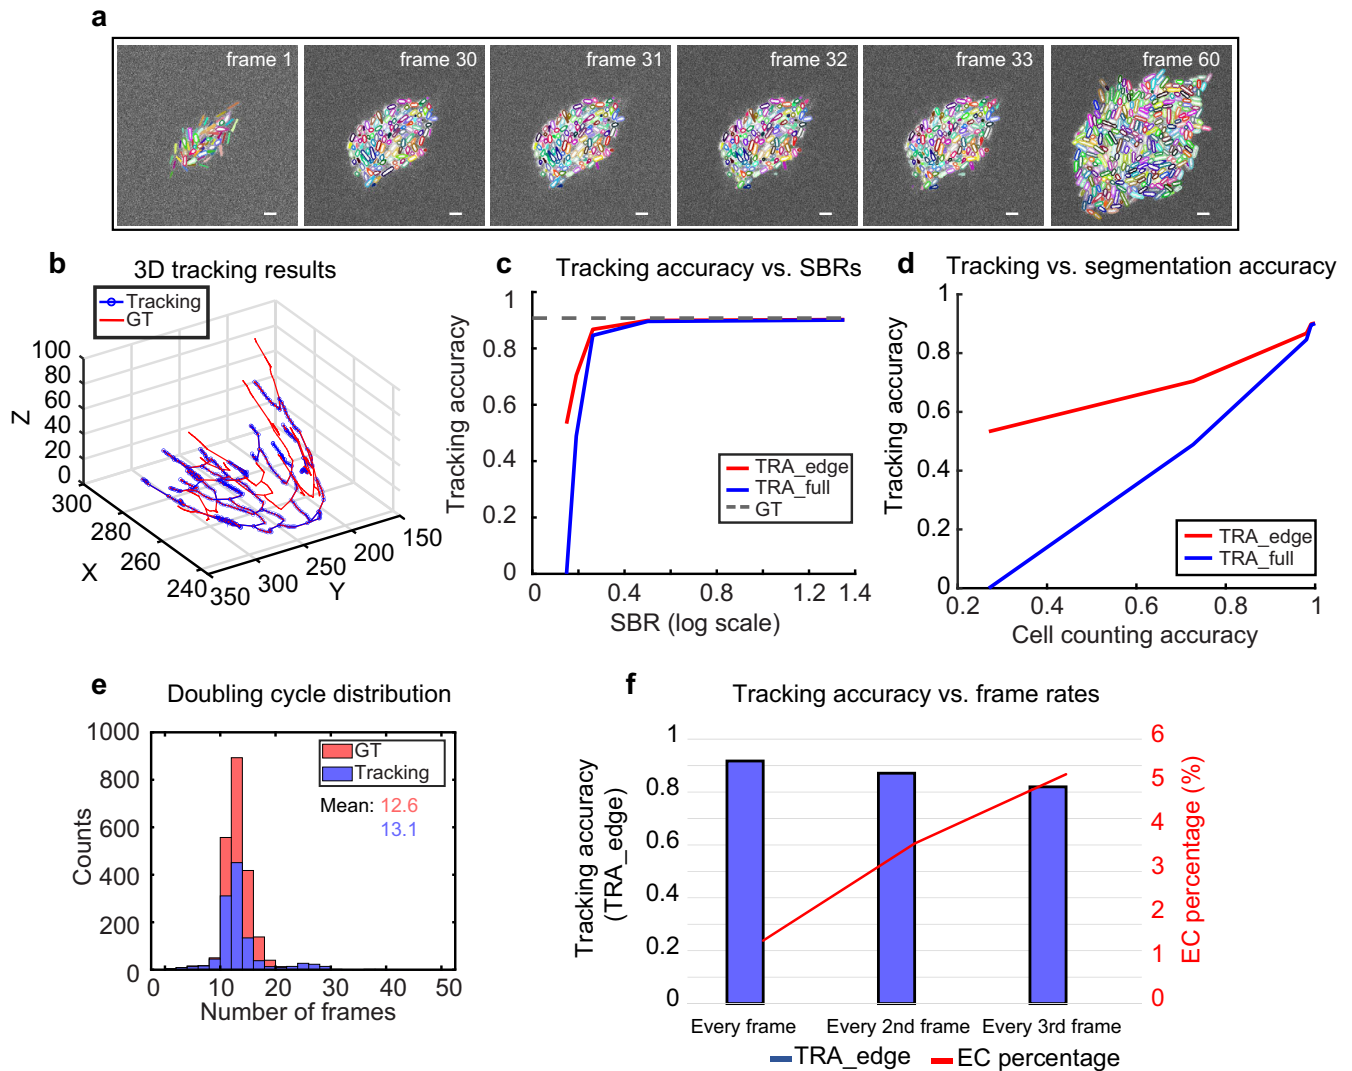 a
frame 1
frame 30
frame 31
frame 32
frame 33
frame 60
b
3D tracking results
Tracking
GT
100
80
60
40
20
0
Z
300
280
260
240
X
350
300
250
200
150
Y
c
Tracking accuracy vs. SBRs
1
0.8
0.6
0.4
0.2
0
Tracking accuracy
TRA_edge
TRA_full
GT
0
0.4
0.8
1.2
1.4
SBR (log scale)
d
Tracking vs. segmentation accuracy
1
0.8
0.6
0.4
0.2
0
Tracking accuracy
TRA_edge
TRA_full
0.2
0.4
0.6
0.8
1
Cell counting accuracy
e
Doubling cycle distribution
1000
800
600
400
200
0
Counts
GT
Tracking
Mean: 12.6
13.1
0
10
20
30
40
50
Number of frames
f
Tracking accuracy vs. frame rates
1
0.8
0.6
0.4
0.2
0
Tracking accuracy
(TRA_edge)
6
5
4
3
2
1
0
EC percentage (%)
Every frame
Every 2nd frame
Every 3rd frame
TRA_edge
EC percentage